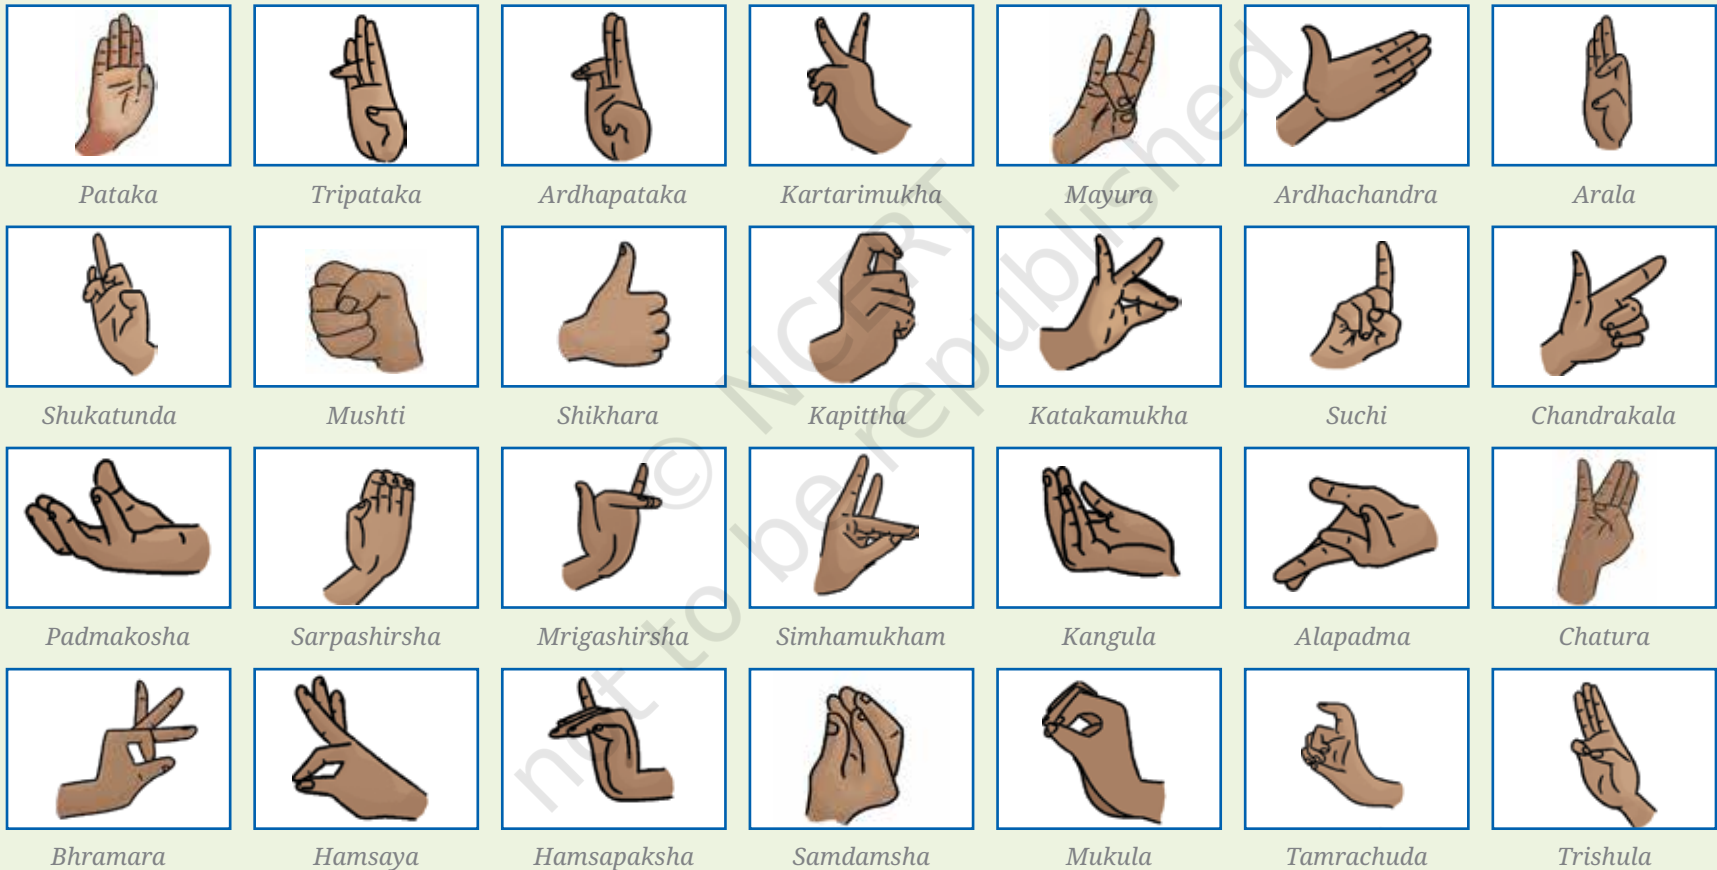 Pataka Tripataka Ardhapataka Kartarimukha Mayura Ardhachandra Arala
Shukatunda Mushti Shikhara Kapittha Katakamukha Suchi Chandrakala
Padmakosha Sarpashirsha Mrigashirsha Simhamukham Kangula Alapadma Chatura
Bhramara Hamsaya Hamsapaksha Samdamsha Mukula Tamrachuda Trishula
© NCERT
not to be republished